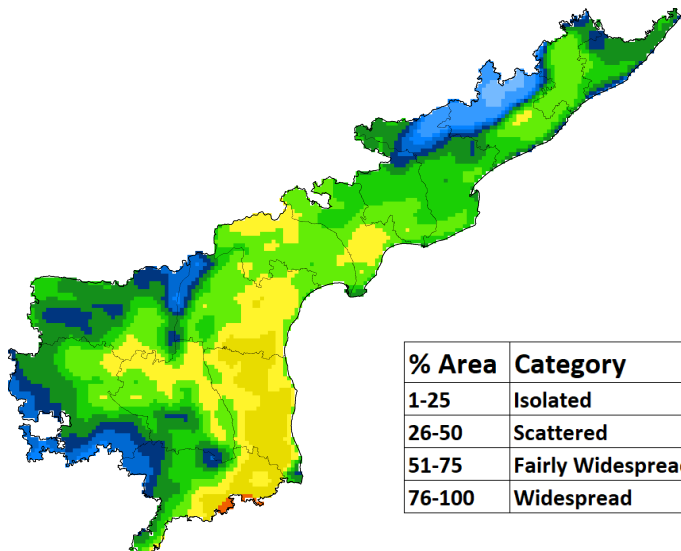 % Area Category
1-25 Isolated
26-50 Scattered
51-75 Fairly Widespread
76-100 Widespread